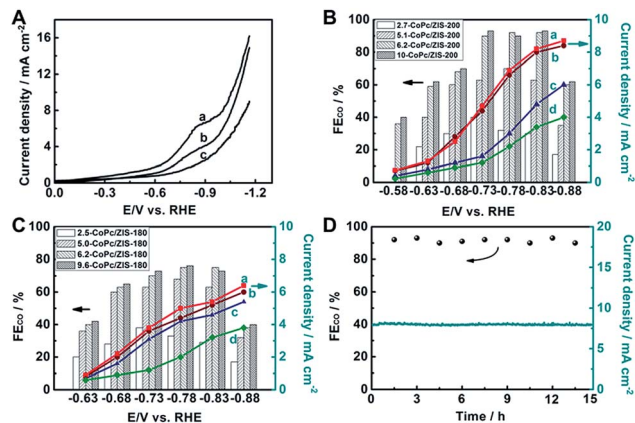 A
Current density / mA cm-2
16
12
8
4
0
a
b
c
0.0
-0.3
-0.6
-0.9
-1.2
E/V vs. RHE
B
FECO / %
100
80
60
40
20
0
2.7-CoPc/ZIS-200
5.1-CoPc/ZIS-200
6.2-CoPc/ZIS-200
10-CoPc/ZIS-200
a
b
c
d
10
8
6
4
2
0
Current density / mA cm-2
-0.58
-0.63
-0.68
-0.73
-0.78
-0.83
-0.88
E/V vs. RHE
C
FECO / %
100
80
60
40
20
0
2.5-CoPc/ZIS-180
5.0-CoPc/ZIS-180
6.2-CoPc/ZIS-180
9.6-CoPc/ZIS-180
a
b
c
d
10
8
6
4
2
0
Current density / mA cm-2
-0.63
-0.68
-0.73
-0.78
-0.83
-0.88
E/V vs. RHE
D
FECO / %
100
80
60
40
20
0
20
15
10
5
0
Current density / mA cm-2
0
3
6
9
12
15
Time / h